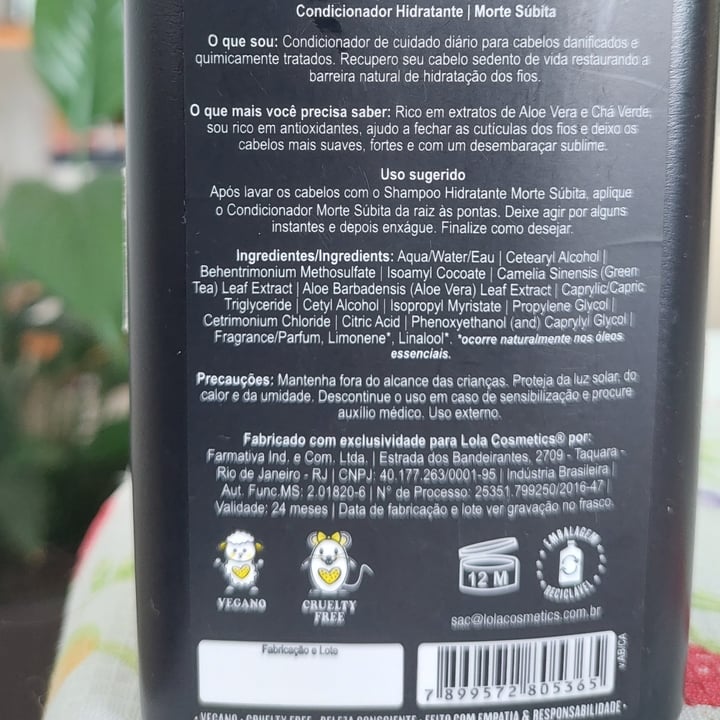 Condicionador Hidratante | Morte Súbita
O que sou: Condicionador de cuidado diário para cabelos danificados e
quimicamente tratados. Recupero seu cabelo sedento de vida restaurando a
barreira natural de hidratação dos fios.
O que mais você precisa saber: Rico em extratos de Aloe Vera e Chá Verde,
sou rico em antioxidantes, ajudo a fechar as cutículas dos fios e deixo os
cabelos mais suaves, fortes e com um desembaraçar sublime.
Uso sugerido
Após lavar os cabelos com o Shampoo Hidratante Morte Súbita, aplique
o Condicionador Morte Súbita da raiz às pontas. Deixe agir por alguns
instantes e depois enxágue. Finalize como desejar.
Ingredientes/Ingredients: Aqua/Water/Eau | Cetearyl Alcohol |
Behentrimonium Methosulfate | Isoamyl Cocoate | Camelia Sinensis (Green
Tea) Leaf Extract | Aloe Barbadensis (Aloe Vera) Leaf Extract | Caprylic/Capric
Triglyceride | Cetyl Alcohol | Isopropyl Myristate | Propylene Glycol |
Cetrimonium Chloride | Citric Acid | Phenoxyethanol (and) Caprylyl Glycol |
Fragrance/Parfum, Limonene*, Linalool*. *ocorre naturalmente nos óleos
essenciais.
Precauções: Mantenha fora do alcance das crianças. Proteja da luz solar, do
calor e da umidade. Descontinue o uso em caso de sensibilização e procure
auxílio médico. Uso externo.
Fabricado com exclusividade para Lola Cosmetics® por:
Farmativa Ind. e Com. Ltda. | Estrada dos Bandeirantes, 2709 - Taquara -
Rio de Janeiro - RJ | CNPJ: 40.177.263/0001-95 | Indústria Brasileira |
Aut. Func.MS: 2.01820-6 | N° de Processo: 25351.799250/2016-47 |
Validade: 24 meses | Data de fabricação e lote ver gravação no frasco.
VEGANO
CRUELTY
FREE
12 M
EMBALAGEM
RECICLÁVEL
sac@lolacosmetics.com.br
Fabricação e Lote
7 899572 805365
• VEGANO • CRUELTY FREE • BELEZA CONSCIENTE • FEITO COM EMPATIA & RESPONSABILIDADE •